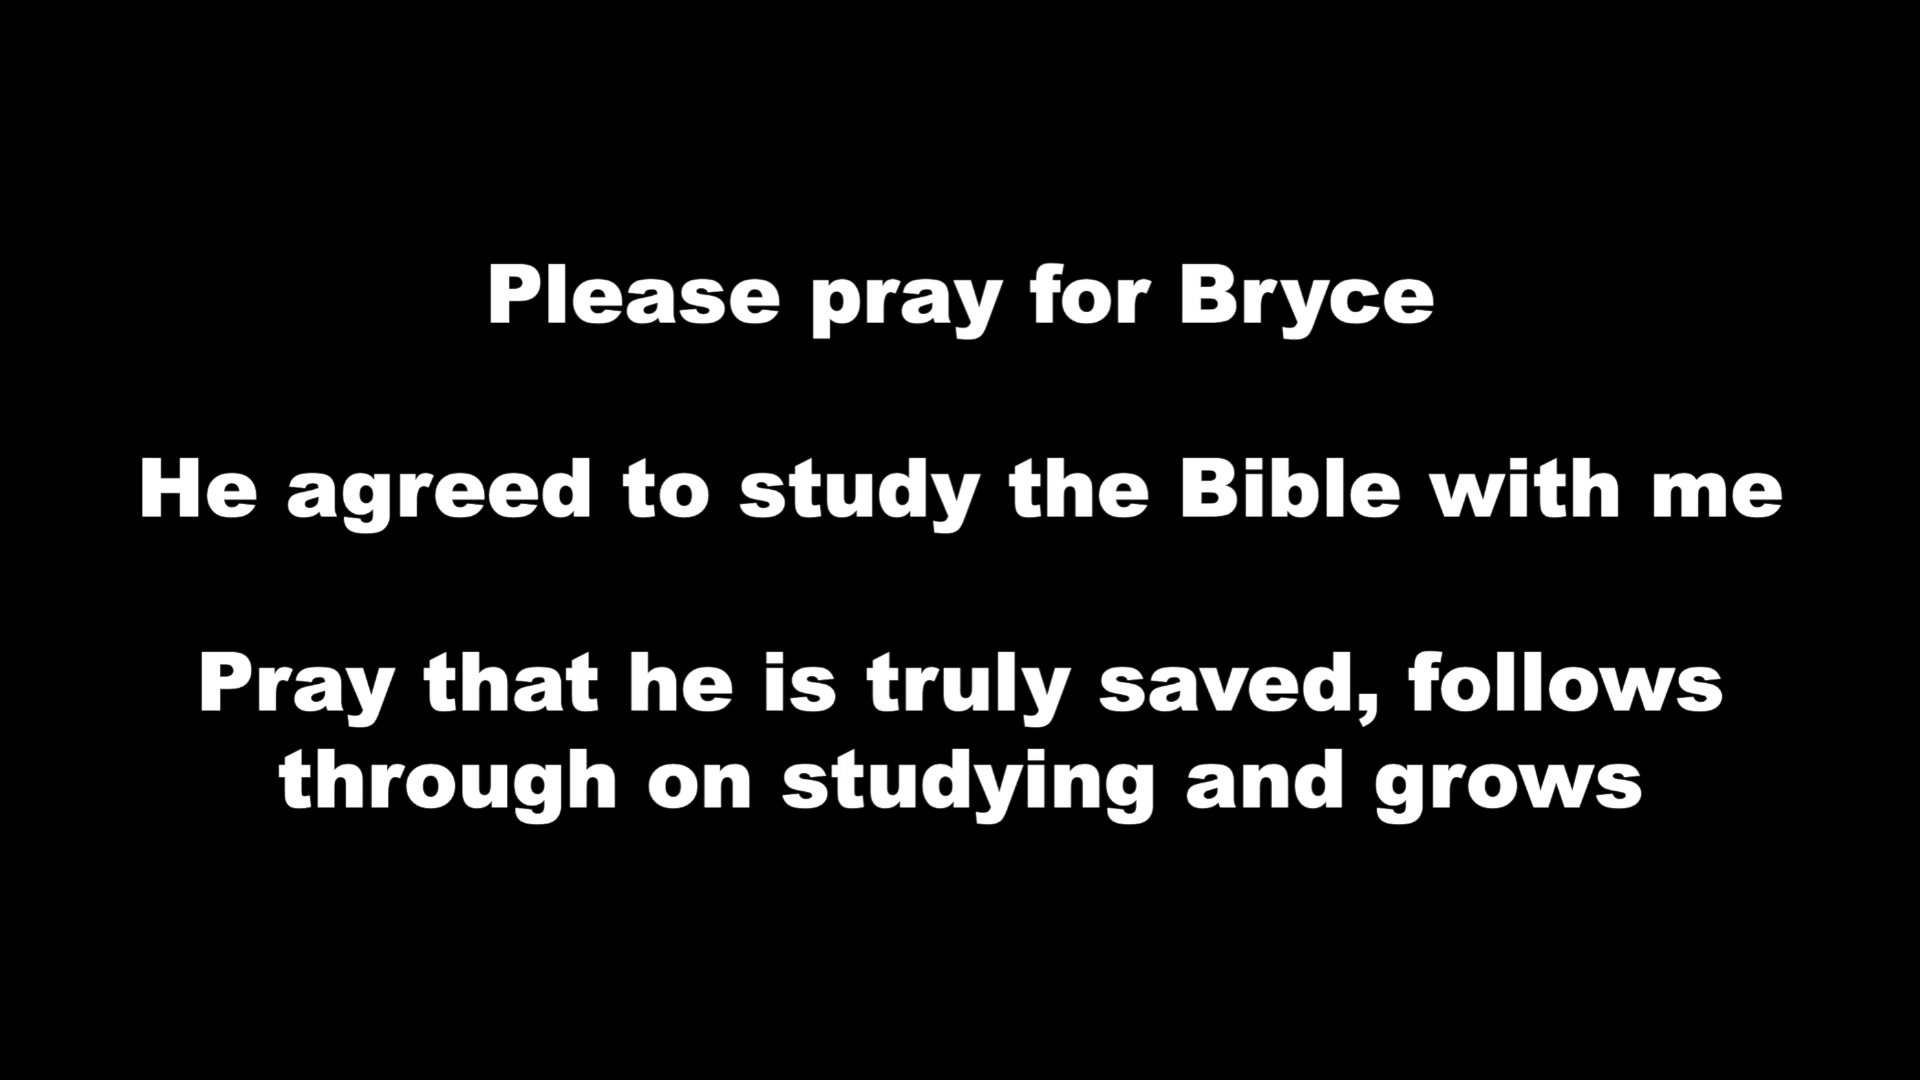 Please pray for Bryce
He agreed to study the Bible with me
Pray that he is truly saved, follows
through on studying and grows